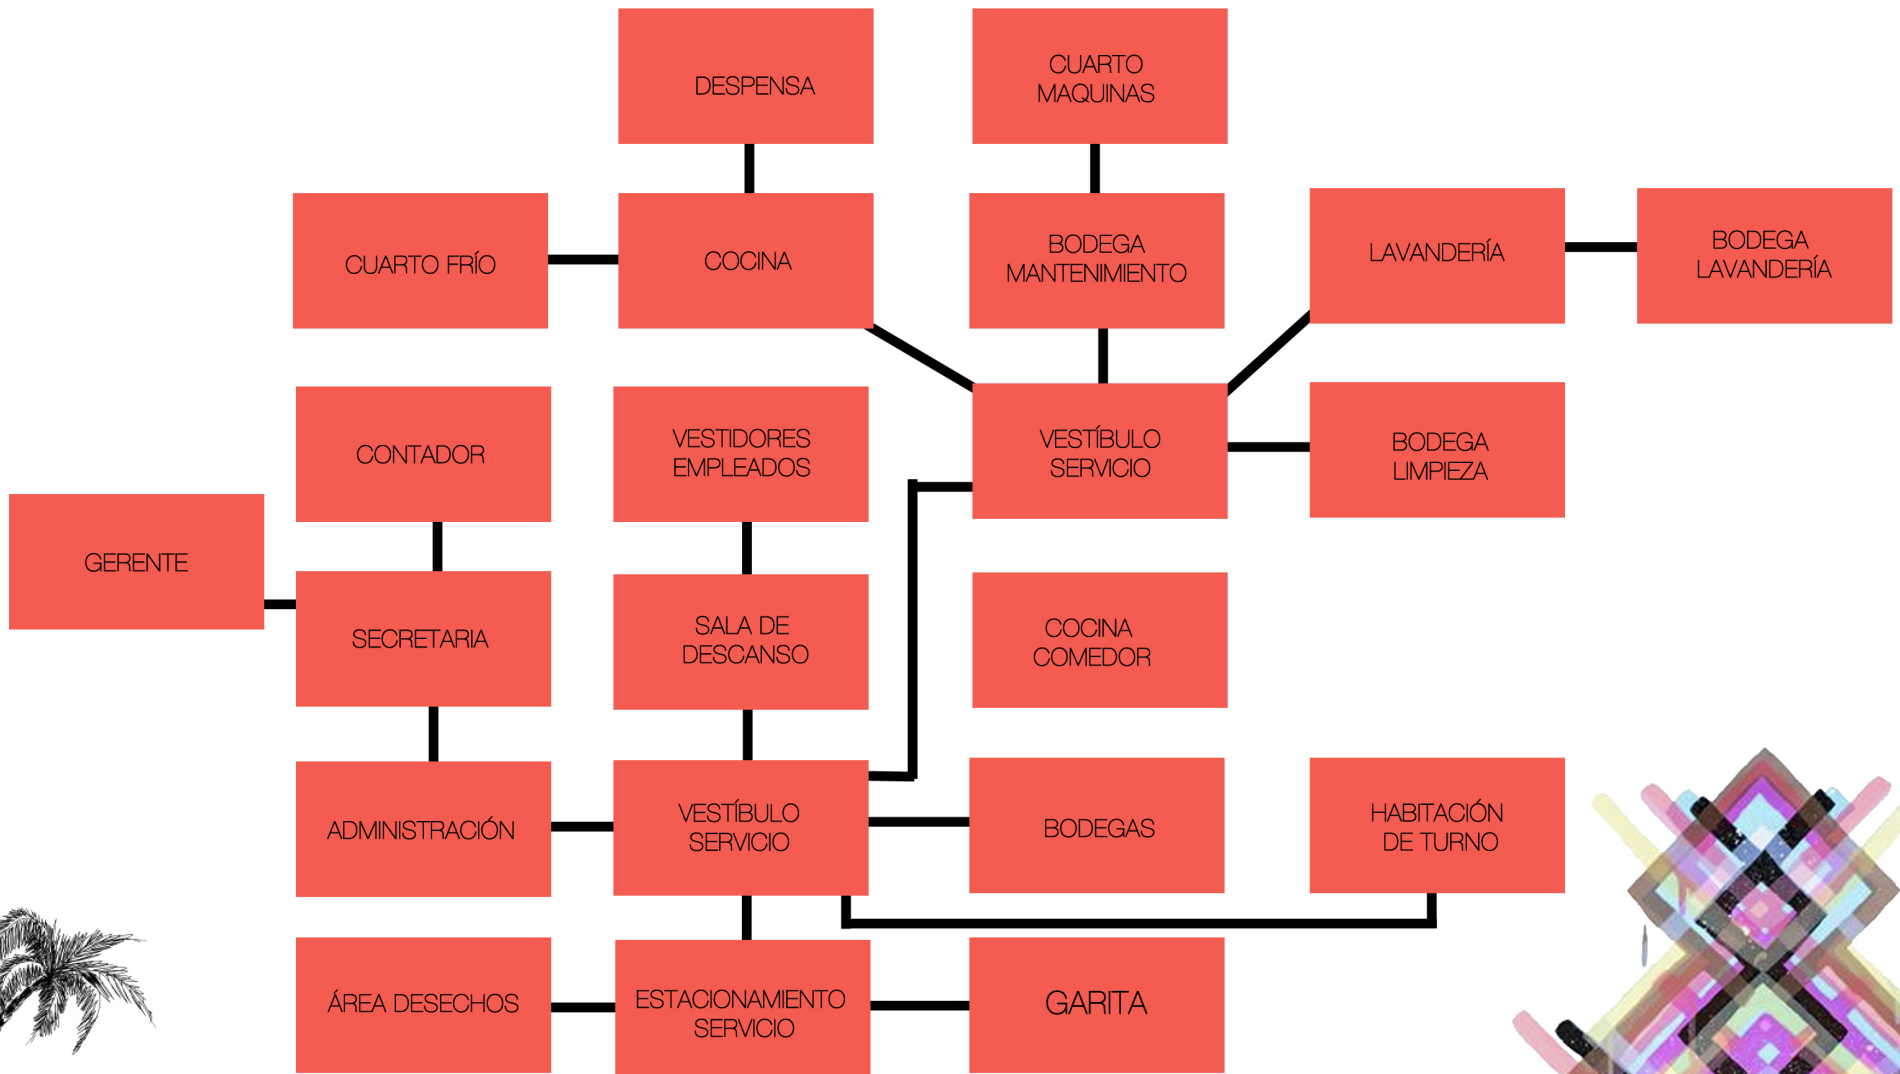 DESPENSA
CUARTO
MAQUINAS
CUARTO FRÍO
COCINA
BODEGA
MANTENIMIENTO
LAVANDERÍA
BODEGA
LAVANDERÍA
CONTADOR
VESTIDORES
EMPLEADOS
VESTÍBULO
SERVICIO
BODEGA
LIMPIEZA
GERENTE
SECRETARIA
SALA DE
DESCANSO
COCINA
COMEDOR
ADMINISTRACIÓN
VESTÍBULO
SERVICIO
BODEGAS
HABITACIÓN
DE TURNO
ÁREA DESECHOS
ESTACIONAMIENTO
SERVICIO
GARITA